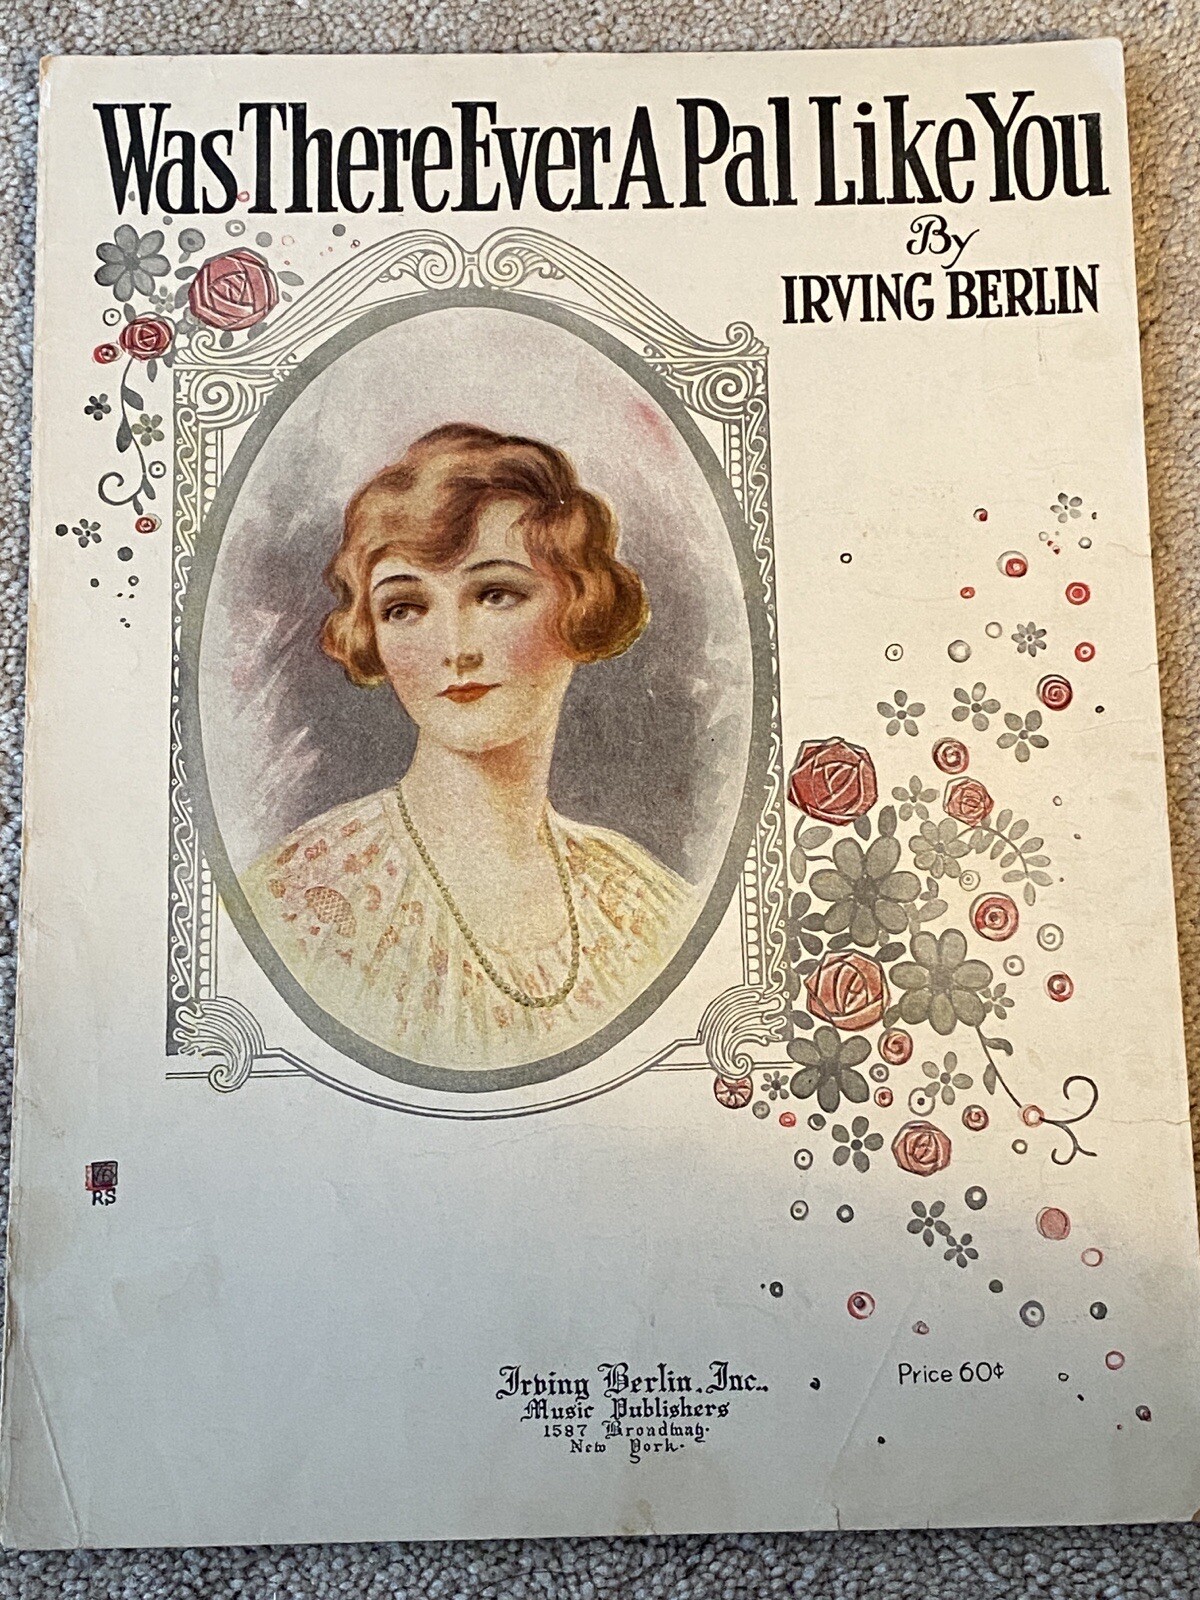 Was There Ever A Pal Like You
By
IRVING BERLIN
RS
Irving Berlin, Inc.
Music Publishers
1587 Broadway.
New York.
Price 60¢